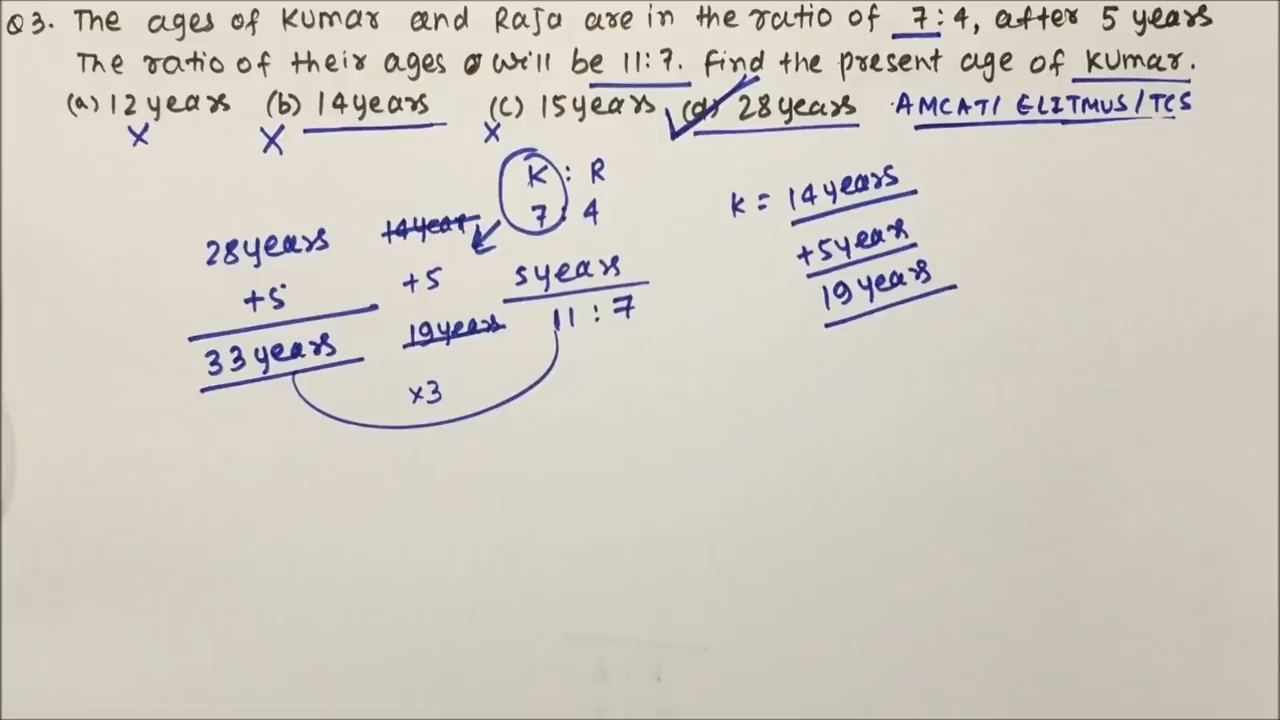 Q3. The ages of Kumar and Raja are in the ratio of 7:4, after 5 years
The ratio of their ages will be 11:7. Find the present age of Kumar.
(a) 12 years (b) 14 years (c) 15 years (d) 28 years AMCAT/ ELITMUS/TCS
x x x
K : R
7 : 4
28 years
+5
33 years
14 year
+5
19 years
5 years
11 : 7
x3
K = 14 years
+5 year
19 years